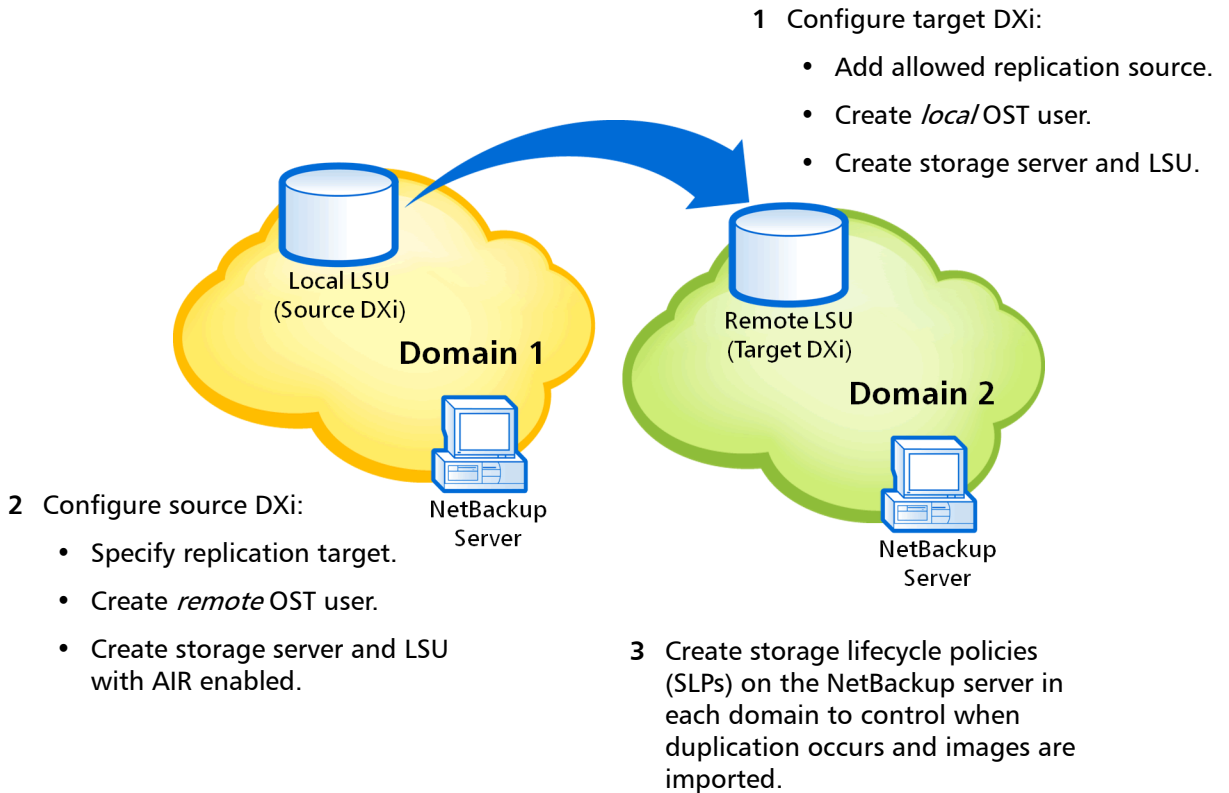 1 Configure target DXi:
• Add allowed replication source.
• Create local OST user.
• Create storage server and LSU.
Local LSU
(Source DXi)
Domain 1
NetBackup
Server
Remote LSU
(Target DXi)
Domain 2
NetBackup
Server
2 Configure source DXi:
• Specify replication target.
• Create remote OST user.
• Create storage server and LSU
with AIR enabled.
3 Create storage lifecycle policies
(SLPs) on the NetBackup server in
each domain to control when
duplication occurs and images are
imported.